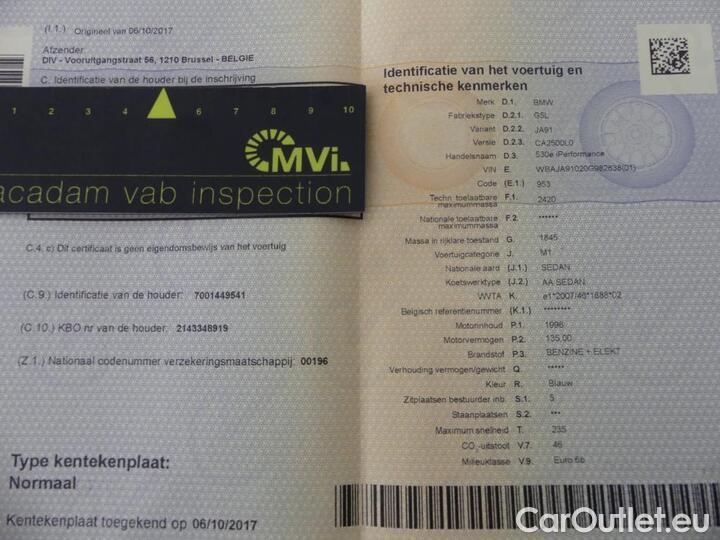 (I.1.) Origineel van 06/10/2017
Afzender:
DIV - Vooruitgangstraat 56, 1210 Brussel - BELGIE
C. Identificatie van de houder bij de inschrijving
1 2 3 4 5 6 7 8 9 10
MVi.
acadam vab inspection
C.4. c) Dit certificaat is geen eigendomsbewijs van het voertuig
(C.9.) Identificatie van de houder: 7001449541
(C.10.) KBO nr van de houder: 2143348919
(Z.1.) Nationaal codenummer verzekeringsmaatschappij: 00196
Type kentekenplaat:
Normaal
Kentekenplaat toegekend op 06/10/2017
Identificatie van het voertuig en
technische kenmerken
Merk D.1. BMW
Fabriekstype D.2.1. G5L
Variant D.2.2. JA91
Versie D.2.3. CA2500L0
Handelsnaam D.3. 530e iPerformance
VIN E. WBAJA91020G982638(01)
Code (E.1.) 953
Techn. toelaatbare maximummassa F.1. 2420
Nationale toelaatbare maximummassa F.2. ******
Massa in rijklare toestand G. 1845
Voertuigcategorie J. M1
Nationale aard (J.1.) SEDAN
Koetswerktype (J.2.) AA SEDAN
VWTA K. e1*2007/46*1688*02
Belgisch referentienummer (K.1.) ********
Motorinhoud P.1. 1998
Motorvermogen P.2. 135,00
Brandstof P.3. BENZINE + ELEKT
Verhouding vermogen/gewicht Q. *****
Kleur R. Blauw
Zitplaatsen bestuurder inb. S.1. 5
Staanplaatsen S.2. ***
Maximum snelheid T. 235
CO₂-uitstoot V.7. 46
Milieuklasse V.9. Euro 6b
CarOutlet.eu